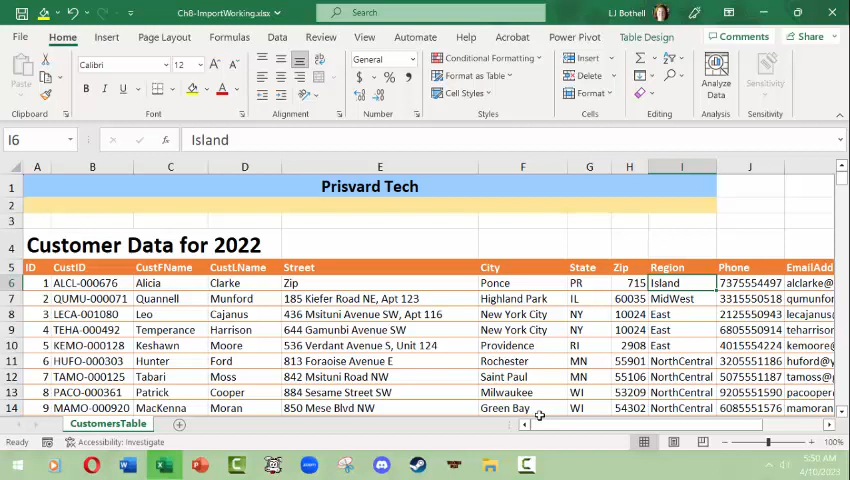 Ch8-ImportWorking.xlsx
Search
LJ Bothell
File Home Insert Page Layout Formulas Data Review View Automate Help Acrobat Power Pivot Table Design Comments Share
Paste Calibri 12 A A General Conditional Formatting Insert Analyze Data Sensitivity
B I U A $ % , Format as Table Delete
Cell Styles Format
Clipboard Font Alignment Number Styles Cells Editing Analysis Sensitivity
I6 fx Island
A B C D E F G H I J
1 Prisvard Tech
2
3
4 Customer Data for 2022
5 ID CustID CustFName CustLName Street City State Zip Region Phone EmailAdd
6 1 ALCL-000676 Alicia Clarke Zip Ponce PR 715 Island 7375554497 alclarke@
7 2 QUMU-000071 Quannell Munford 185 Kiefer Road NE, Apt 123 Highland Park IL 60035 MidWest 3315550518 qumunfor
8 3 LECA-001080 Leo Cajanus 436 Msituni Avenue SW, Apt 116 New York City NY 10024 East 2125550943 lecajanus
9 4 TEHA-000492 Temperance Harrison 644 Gamunbi Avenue SW New York City NY 10024 East 6805550914 teharrison
10 5 KEMO-000128 Keshawn Moore 536 Verdant Avenue S, Unit 124 Providence RI 2908 East 4015554224 kemoore@
11 6 HUFO-000303 Hunter Ford 813 Foraoise Avenue E Rochester MN 55901 NorthCentral 3205551186 huford@y
12 7 TAMO-000125 Tabari Moss 842 Msituni Road NW Saint Paul MN 55106 NorthCentral 5075551187 tamoss@g
13 8 PACO-000361 Patrick Cooper 884 Sesame Street SW Milwaukee WI 53209 NorthCentral 9205551590 pacooper
14 9 MAMO-000920 MacKenna Moran 850 Mese Blvd NW Green Bay WI 54302 NorthCentral 6085551576 mamoran
CustomersTable
Ready Accessibility: Investigate 100%
5:50 AM
4/10/2023